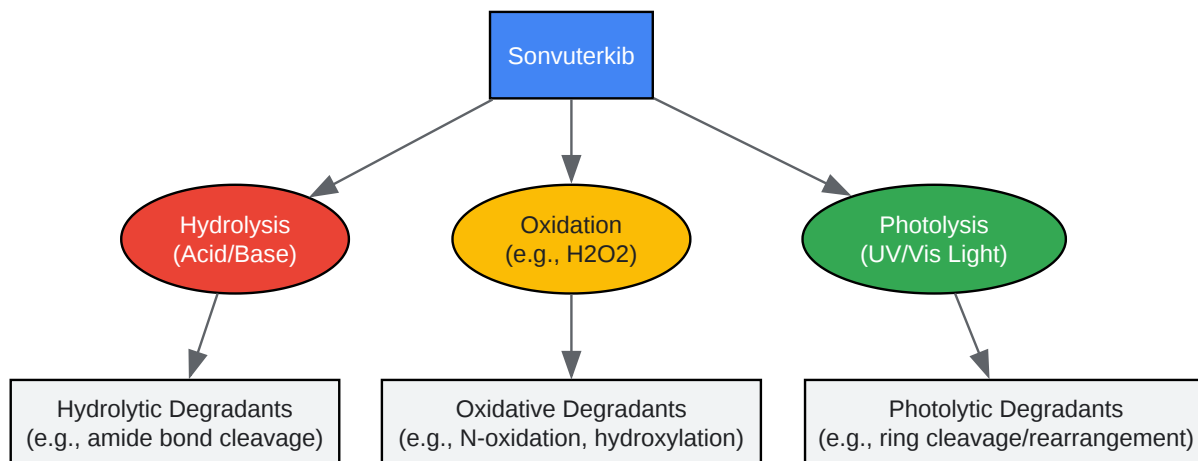 Sonvuterkib
Hydrolysis
(Acid/Base)
Oxidation
(e.g., H2O2)
Photolysis
(UV/Vis Light)
Hydrolytic Degradants
(e.g., amide bond cleavage)
Oxidative Degradants
(e.g., N-oxidation, hydroxylation)
Photolytic Degradants
(e.g., ring cleavage/rearrangement)